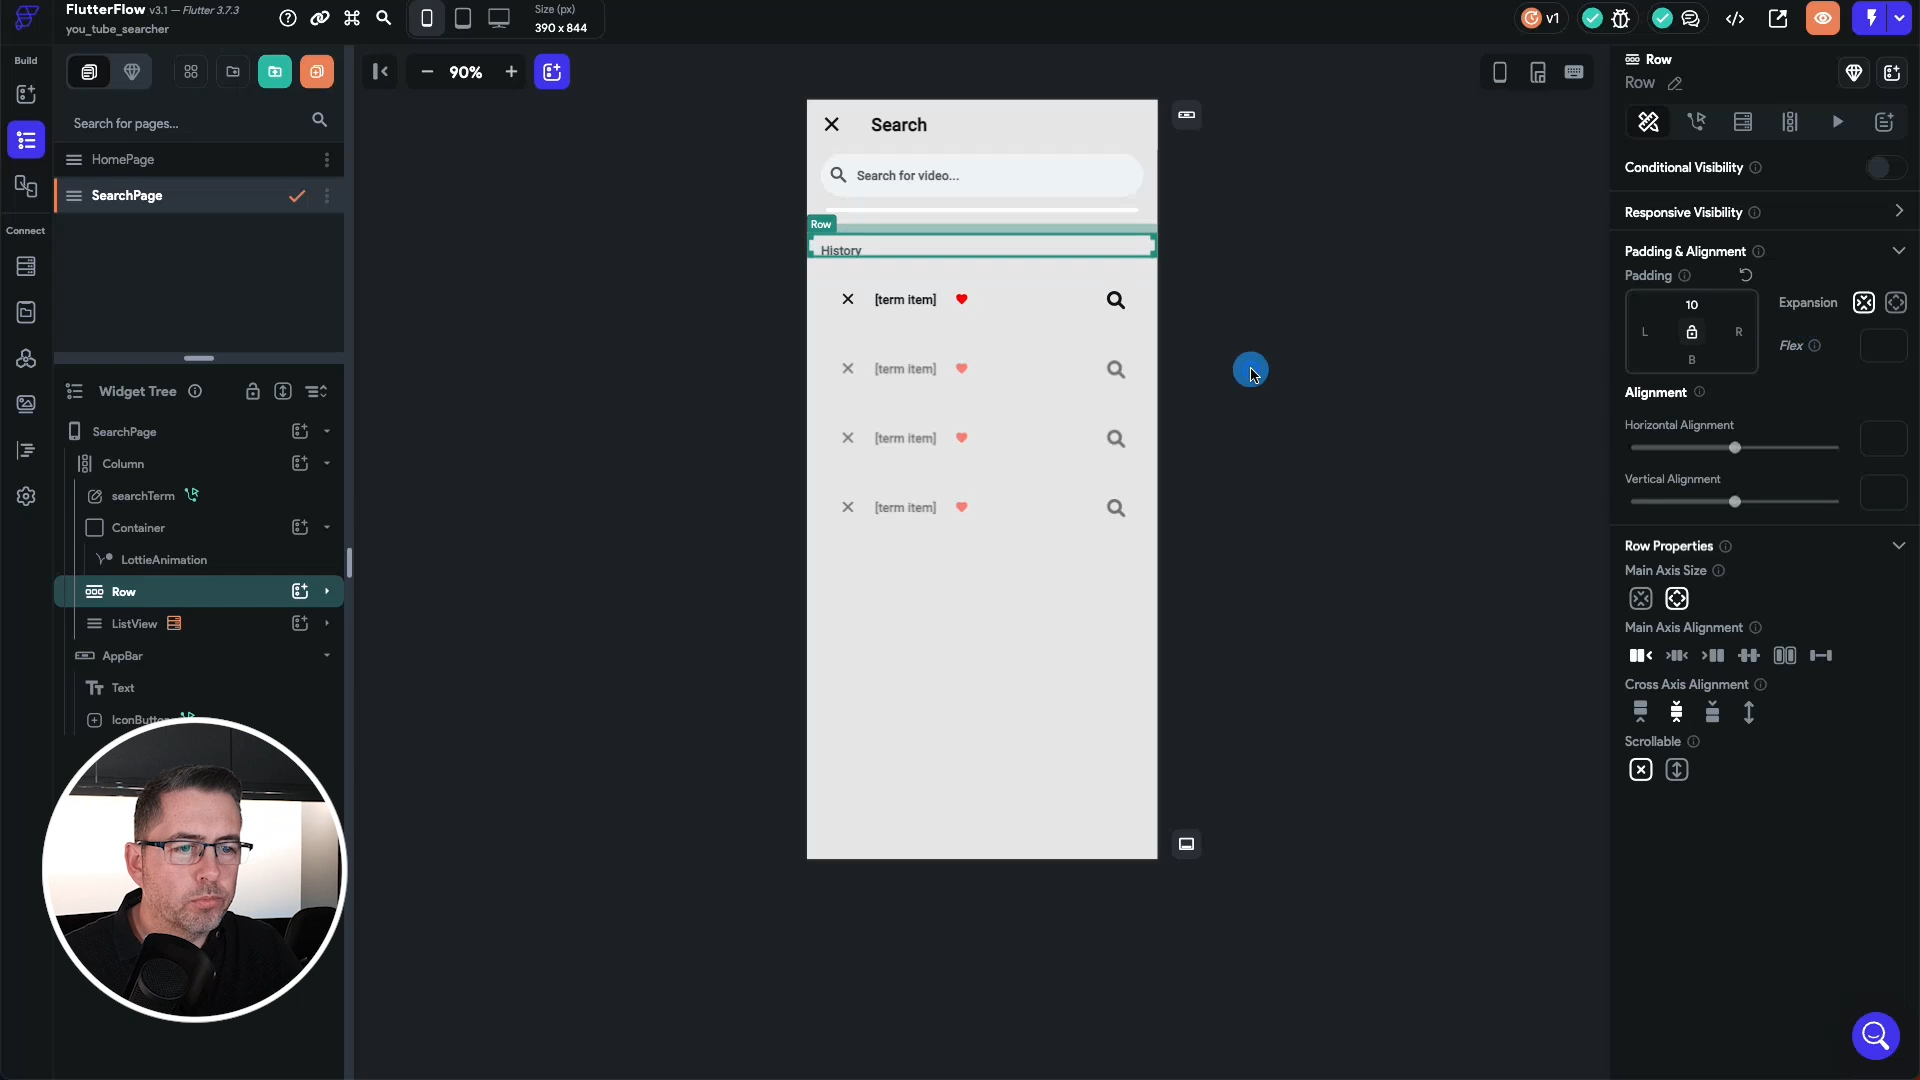 FlutterFlow v3.1 — Flutter 3.7.3
you_tube_searcher
Size (px)
390 x 844
v1
Build
90%
Search for pages...
HomePage
SearchPage
Connect
Widget Tree
SearchPage
Column
searchTerm
Container
LottieAnimation
Row
ListView
AppBar
Text
IconButton
Search
Search for video...
Row
History
[term item]
[term item]
[term item]
[term item]
Row
Row
Conditional Visibility
Responsive Visibility
Padding & Alignment
Padding
10
Expansion
L
R
Flex
B
Alignment
Horizontal Alignment
Vertical Alignment
Row Properties
Main Axis Size
Main Axis Alignment
Cross Axis Alignment
Scrollable